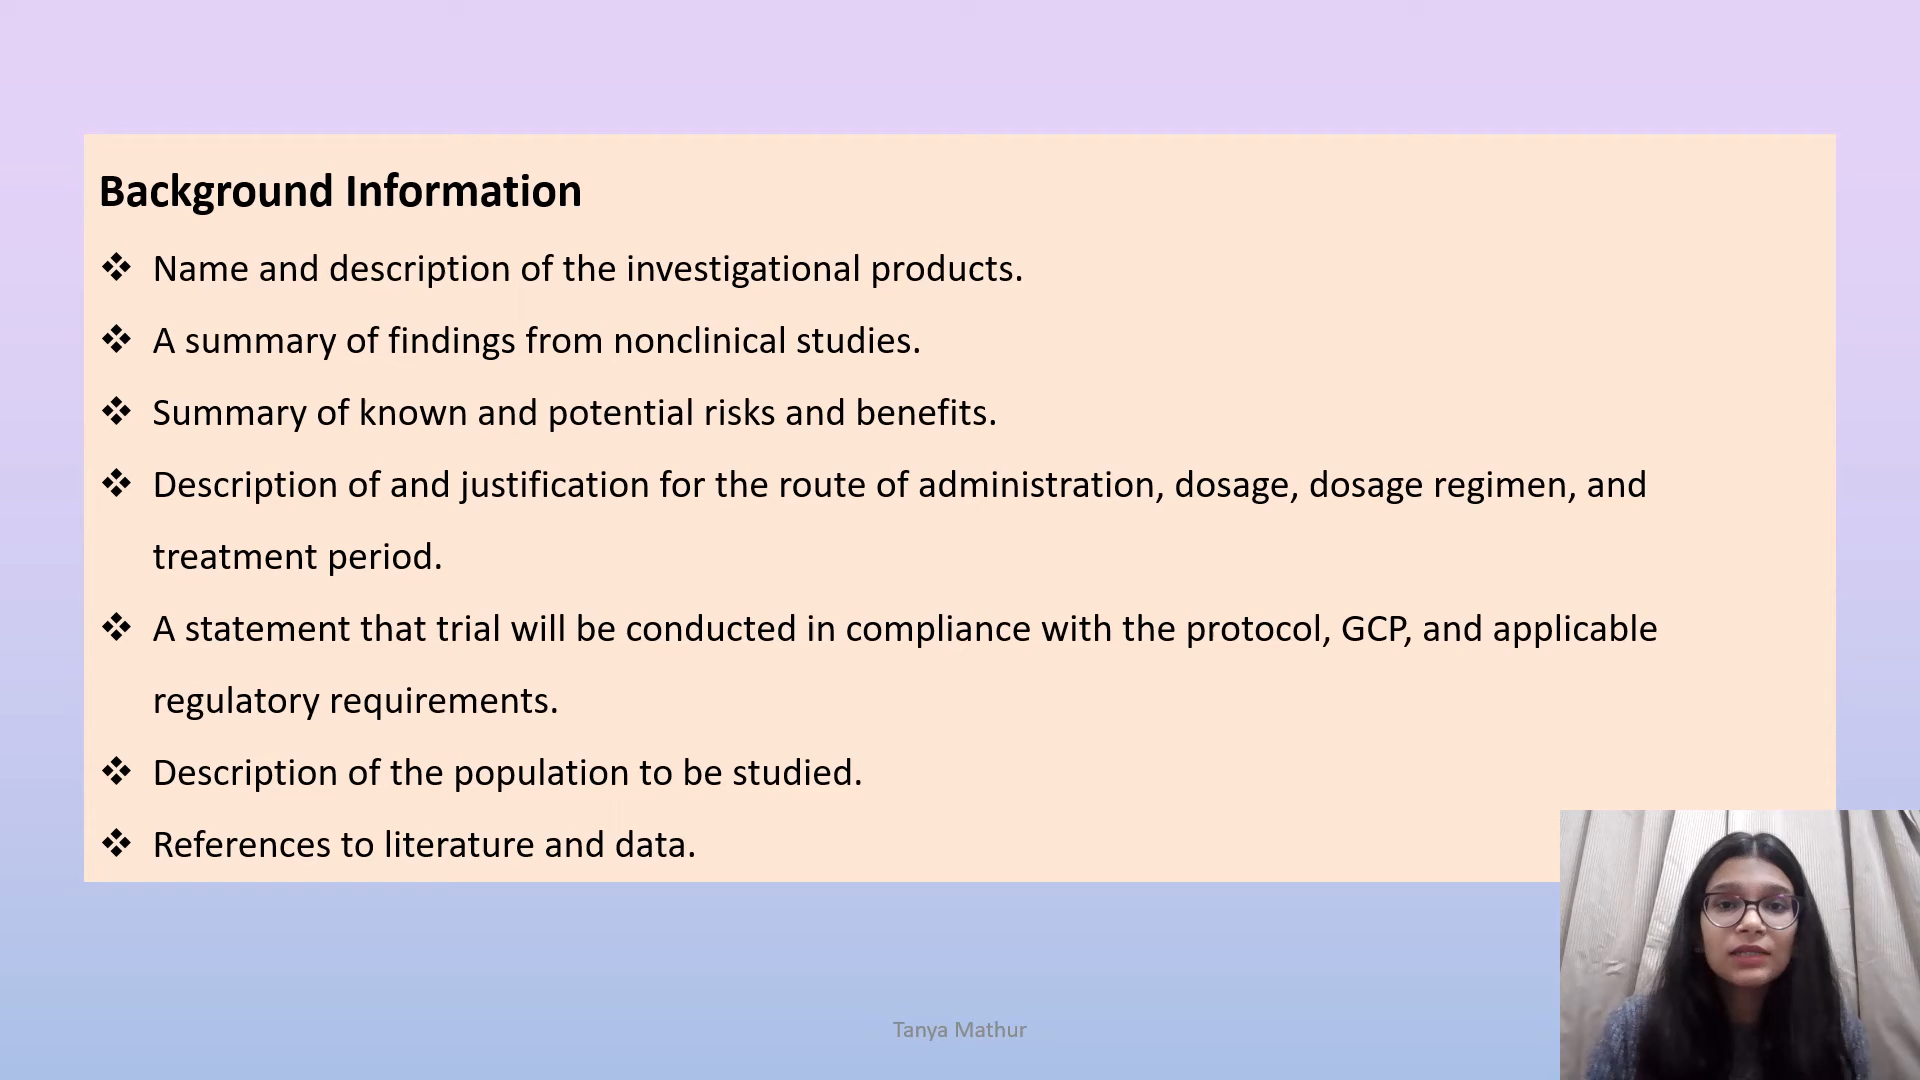 Background Information
❖ Name and description of the investigational products.
❖ A summary of findings from nonclinical studies.
❖ Summary of known and potential risks and benefits.
❖ Description of and justification for the route of administration, dosage, dosage regimen, and
treatment period.
❖ A statement that trial will be conducted in compliance with the protocol, GCP, and applicable
regulatory requirements.
❖ Description of the population to be studied.
❖ References to literature and data.
Tanya Mathur